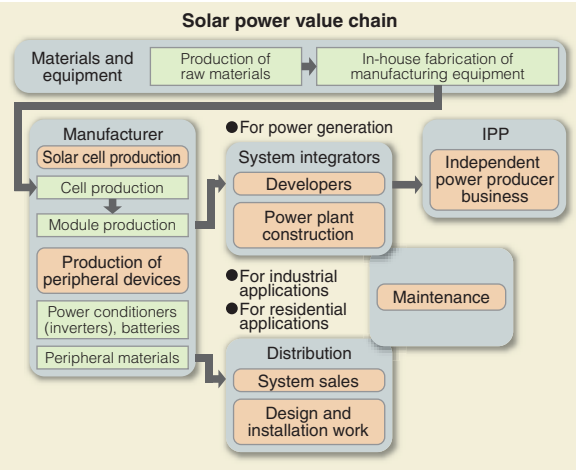 Solar power value chain
Materials and
equipment
Production of
raw materials
In-house fabrication of
manufacturing equipment
Manufacturer
Solar cell production
Cell production
Module production
Production of
peripheral devices
Power conditioners
(inverters), batteries
Peripheral materials
●For power generation
System integrators
Developers
Power plant
construction
IPP
Independent
power producer
business
●For industrial
applications
●For residential
applications
Maintenance
Distribution
System sales
Design and
installation work